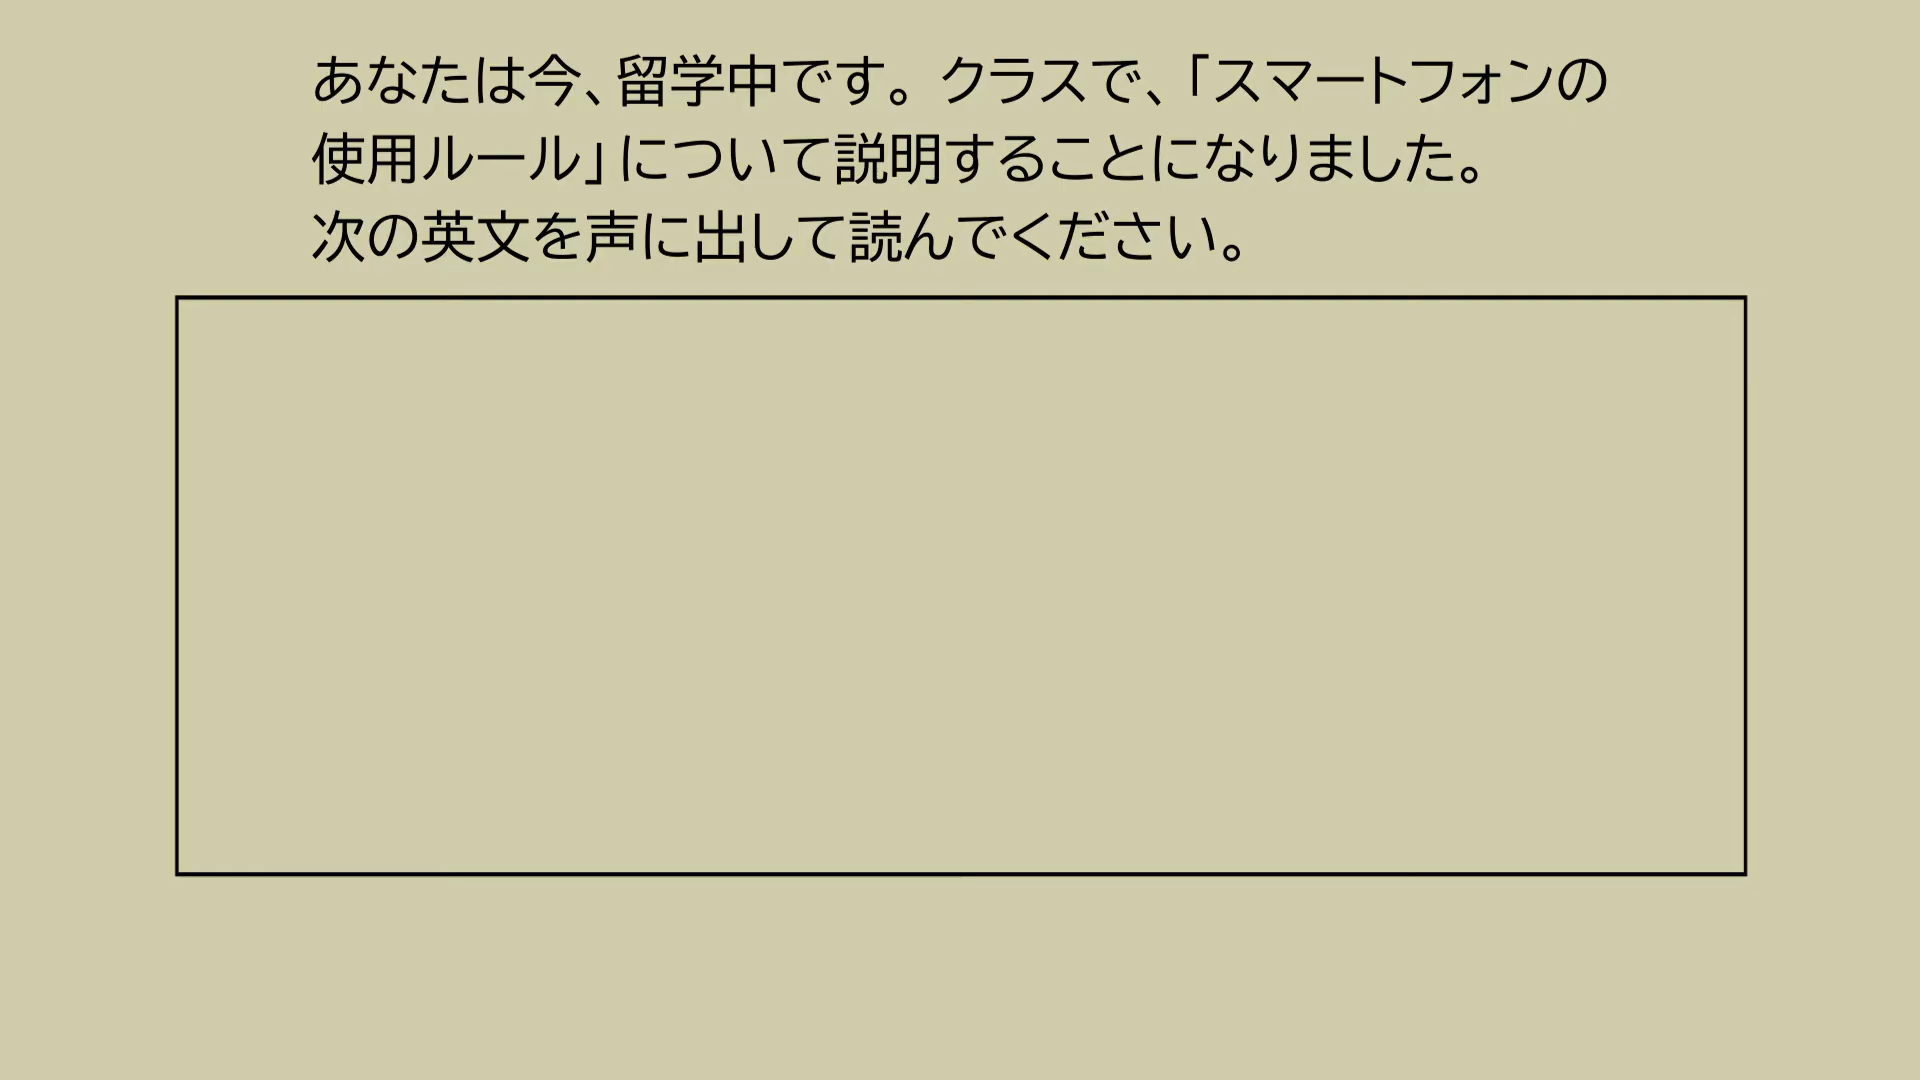 あなたは今、留学中です。クラスで、「スマートフォンの
使用ルール」について説明することになりました。
次の英文を声に出して読んでください。